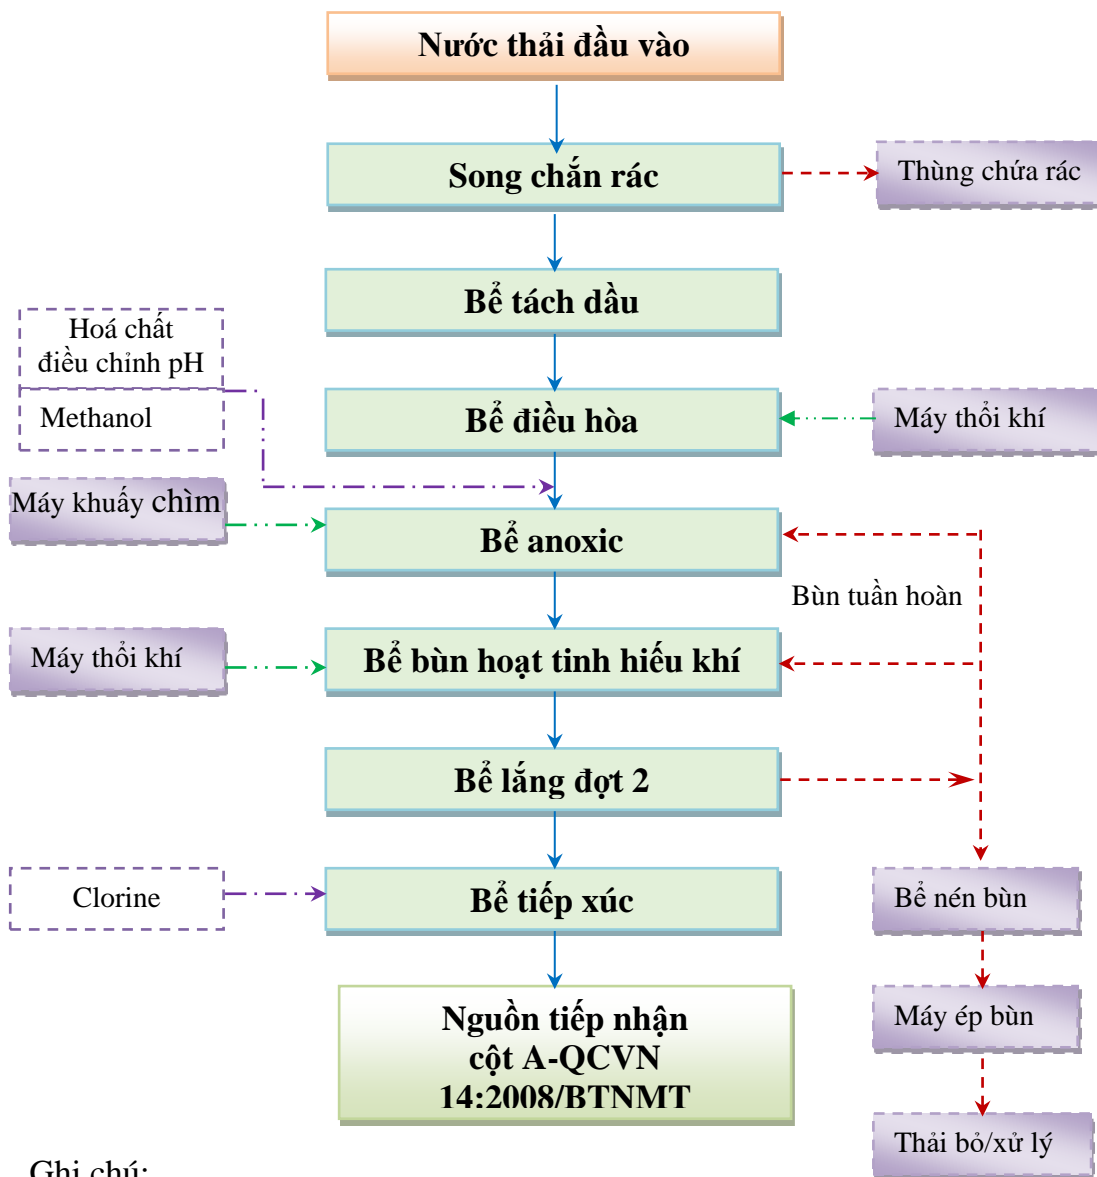 Nước thải đầu vào
Song chắn rác
Thùng chứa rác
Bể tách dầu
Hoá chất
điều chỉnh pH
Methanol
Bể điều hòa
Máy thổi khí
Máy khuấy chìm
Bể anoxic
Bùn tuần hoàn
Máy thổi khí
Bể bùn hoạt tinh hiếu khí
Bể lắng đợt 2
Clorine
Bể tiếp xúc
Bể nén bùn
Nguồn tiếp nhận
cột A-QCVN
14:2008/BTNMT
Máy ép bùn
Thải bỏ/xử lý
Ghi chú: